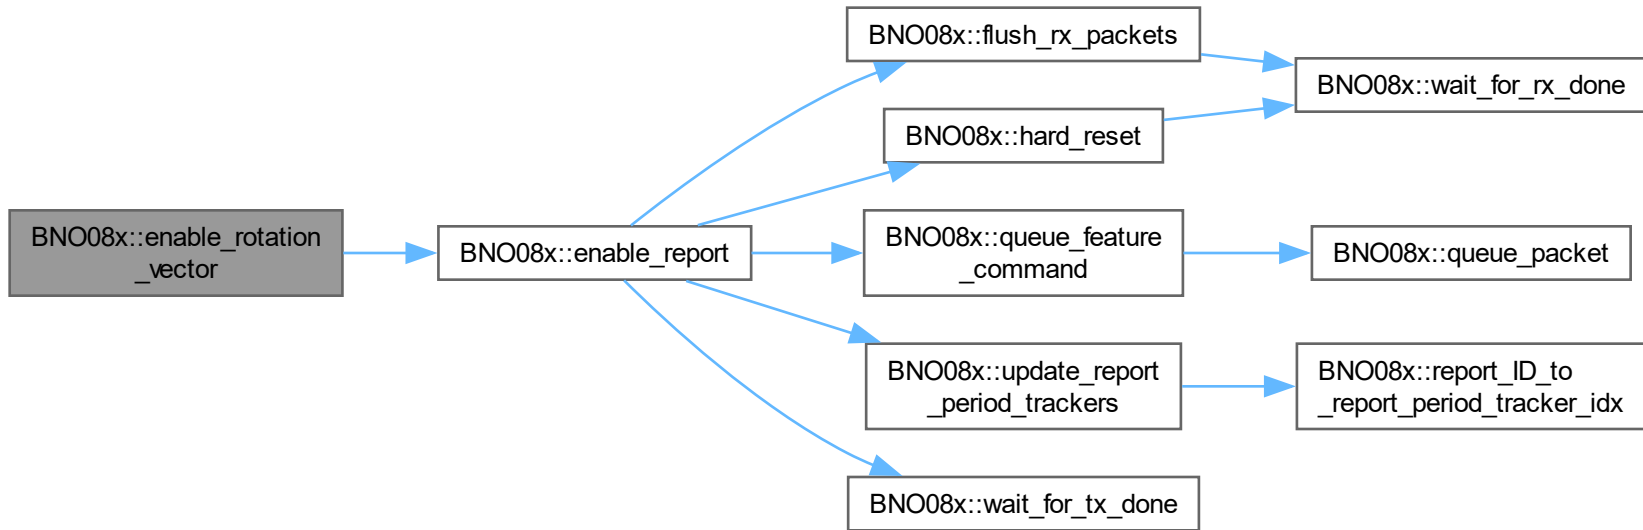 BNO08x::flush_rx_packets
BNO08x::wait_for_rx_done
BNO08x::hard_reset
BNO08x::enable_rotation
_vector
BNO08x::enable_report
BNO08x::queue_feature
_command
BNO08x::queue_packet
BNO08x::update_report
_period_trackers
BNO08x::report_ID_to
_report_period_tracker_idx
BNO08x::wait_for_tx_done